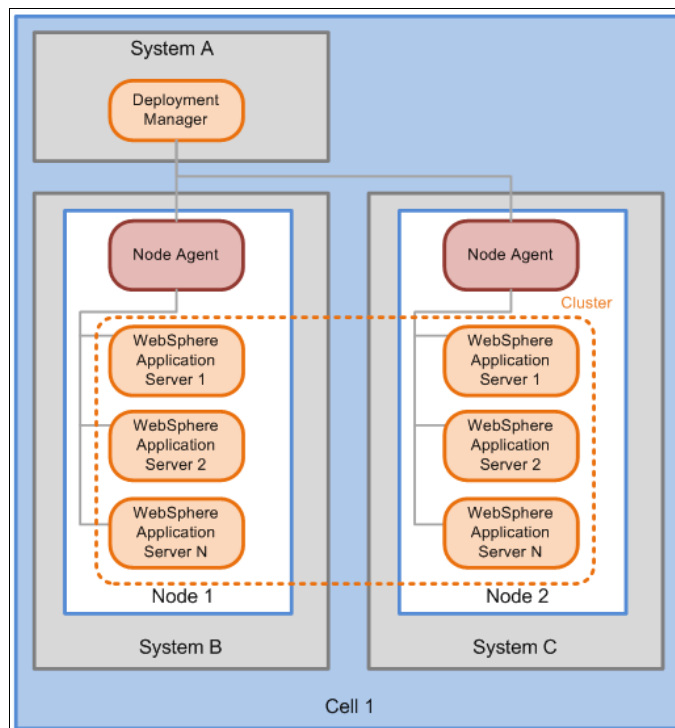 System A
Deployment
Manager
Node Agent
Node Agent
Cluster
WebSphere
Application
Server 1
WebSphere
Application
Server 1
WebSphere
Application
Server 2
WebSphere
Application
Server 2
WebSphere
Application
Server N
WebSphere
Application
Server N
Node 1
Node 2
System B
System C
Cell 1